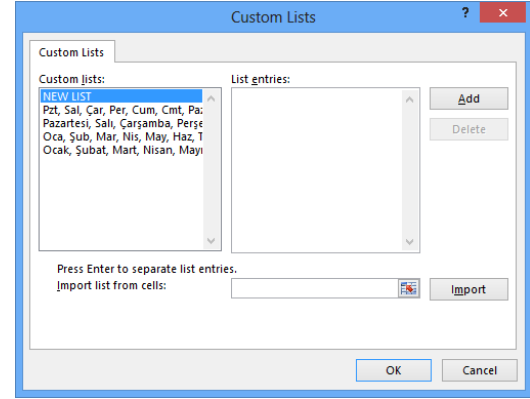 Custom Lists
?
Custom Lists
Custom lists:
List entries:
NEW LIST
Pzt, Sal, Çar, Per, Cum, Cmt, Paz
Pazartesi, Salı, Çarşamba, Perşe
Oca, Şub, Mar, Nis, May, Haz, T
Ocak, Şubat, Mart, Nisan, Mayı
Add
Delete
Press Enter to separate list entries.
Import list from cells:
Import
OK
Cancel